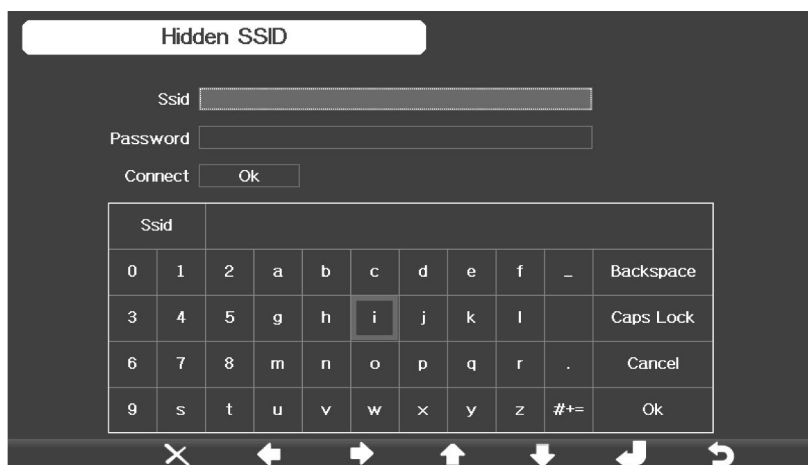 Hidden SSID
Ssid
Password
Connect Ok
Ssid
0 1 2 a b c d e f _ Backspace
3 4 5 g h i j k l Caps Lock
6 7 8 m n o p q r . Cancel
9 s t u v w x y z #+= Ok